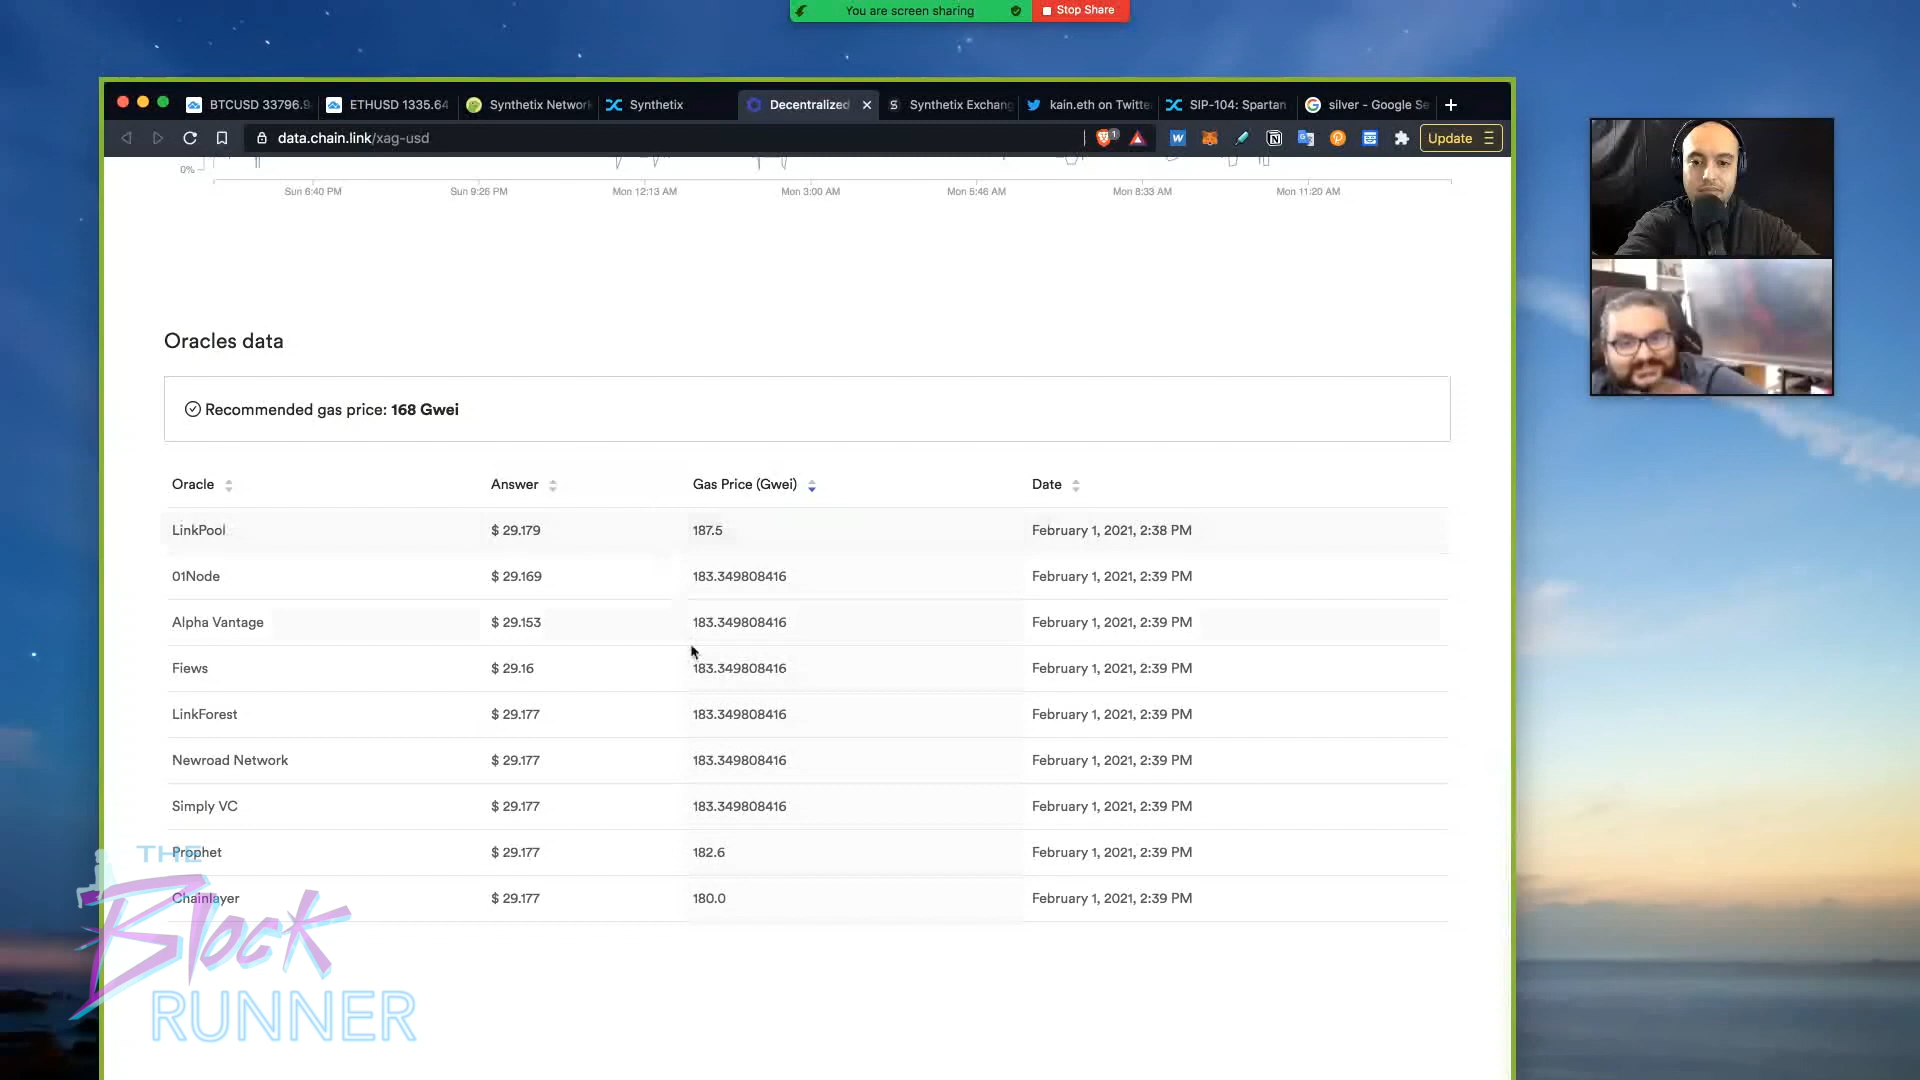 You are screen sharing
Stop Share
BTCUSD 33796.9
ETHUSD 1335.64
Synthetix Network
Synthetix
Decentralized
Synthetix Exchang
kain.eth on Twitte
SIP-104: Spartan
silver - Google Se
data.chain.link/xag-usd
1
Update
0%
Sun 6:40 PM
Sun 9:26 PM
Mon 12:13 AM
Mon 3:00 AM
Mon 5:46 AM
Mon 8:33 AM
Mon 11:20 AM
Oracles data
Recommended gas price: 168 Gwei
Oracle Answer Gas Price (Gwei) Date
LinkPool $ 29.179 187.5 February 1, 2021, 2:38 PM
01Node $ 29.169 183.349808416 February 1, 2021, 2:39 PM
Alpha Vantage $ 29.153 183.349808416 February 1, 2021, 2:39 PM
Fiews $ 29.16 183.349808416 February 1, 2021, 2:39 PM
LinkForest $ 29.177 183.349808416 February 1, 2021, 2:39 PM
Newroad Network $ 29.177 183.349808416 February 1, 2021, 2:39 PM
Simply VC $ 29.177 183.349808416 February 1, 2021, 2:39 PM
Prophet $ 29.177 182.6 February 1, 2021, 2:39 PM
Chainlayer $ 29.177 180.0 February 1, 2021, 2:39 PM
THE
Block
RUNNER